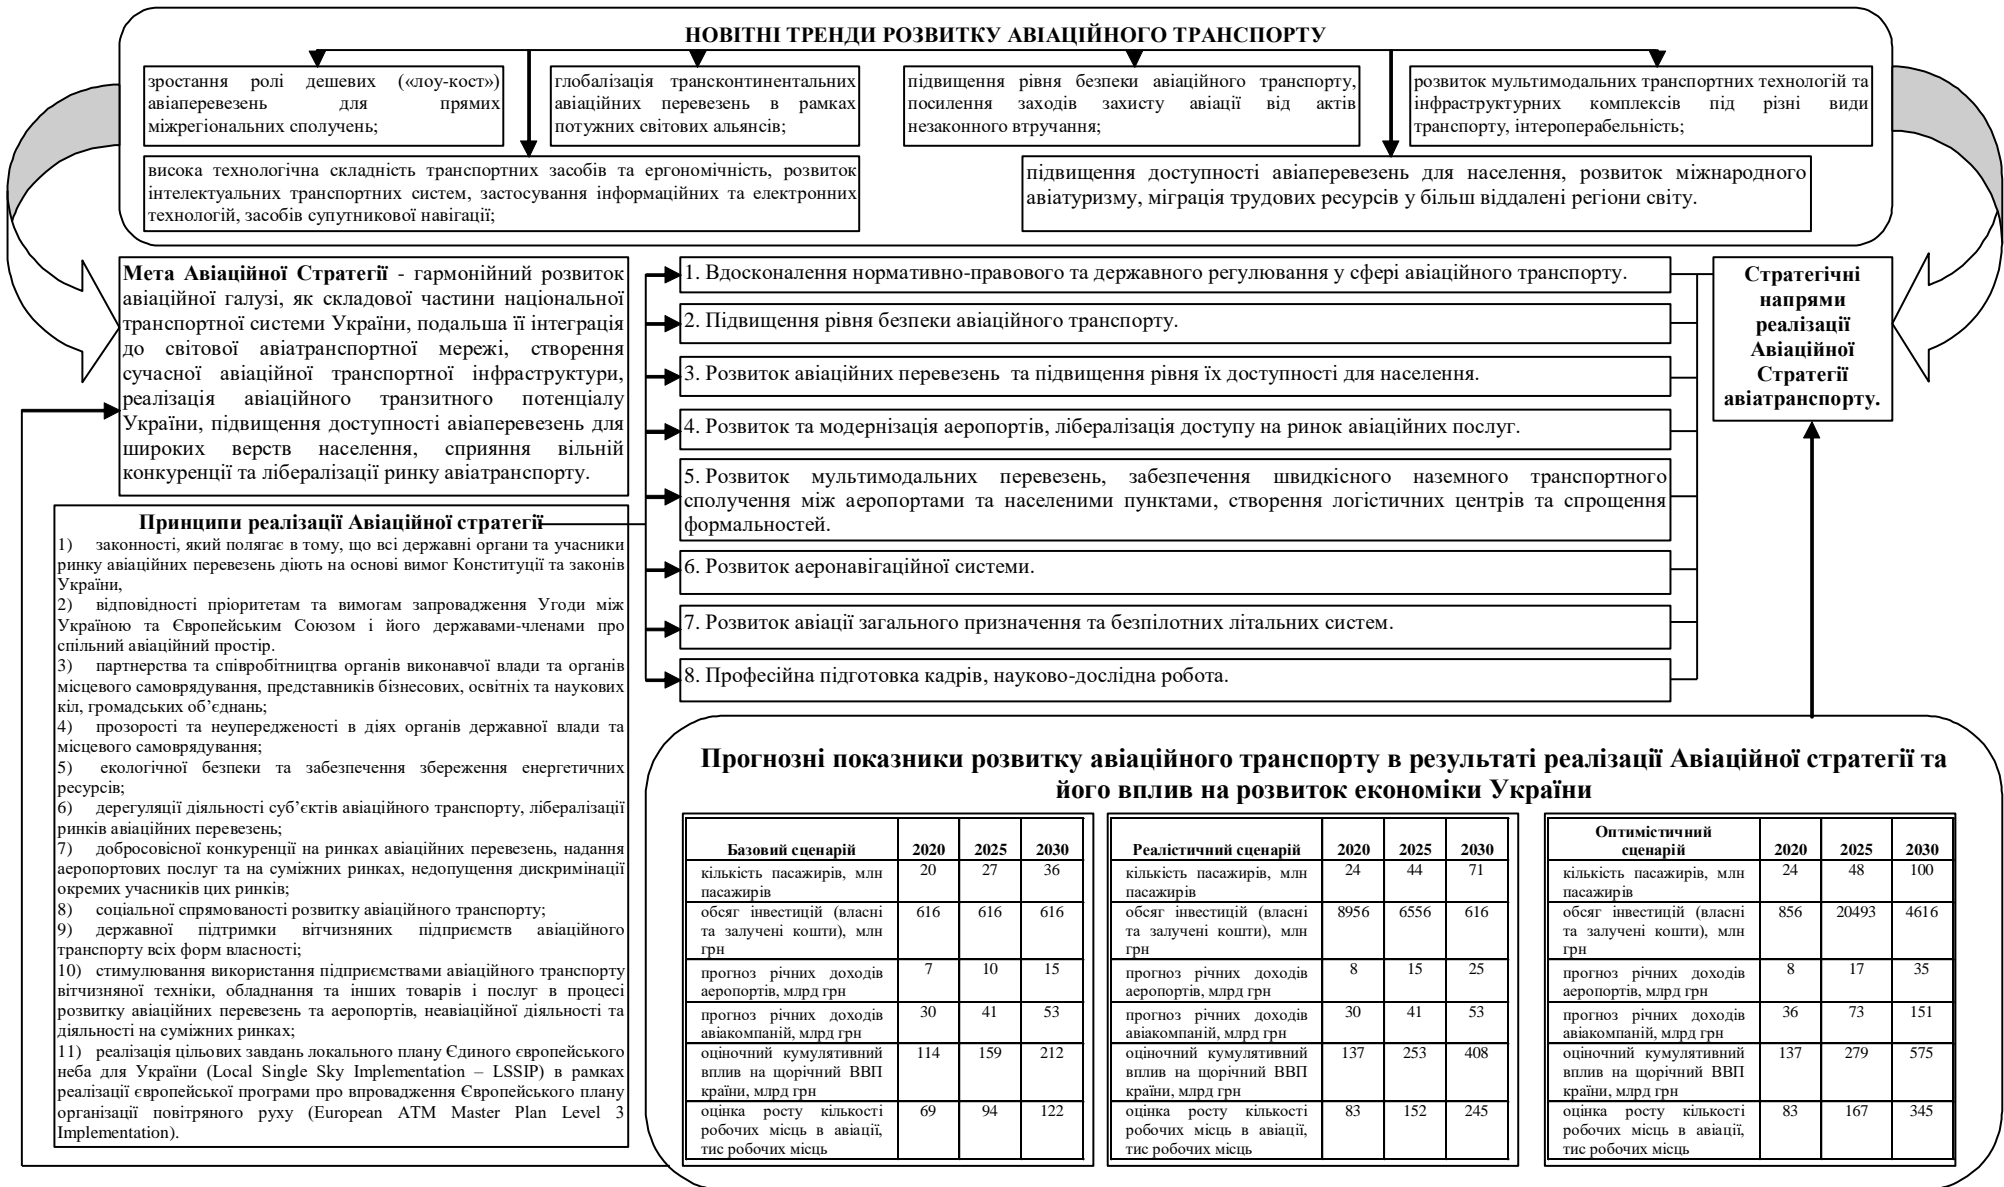 НОВІТНІ ТРЕНДИ РОЗВИТКУ АВІАЦІЙНОГО ТРАНСПОРТУ
зростання ролі дешевих («лоу-кост»)
авіаперевезень для прямих
міжрегіональних сполучень;
глобалізація трансконтинентальних
авіаційних перевезень в рамках
потужних світових альянсів;
підвищення рівня безпеки авіаційного транспорту,
посилення заходів захисту авіації від актів
незаконного втручання;
розвиток мультимодальних транспортних технологій та
інфраструктурних комплексів під різні види
транспорту, інтероперабельність;
висока технологічна складність транспортних засобів та ергономічність, розвиток
інтелектуальних транспортних систем, застосування інформаційних та електронних
технологій, засобів супутникової навігації;
підвищення доступності авіаперевезень для населення, розвиток міжнародного
авіатуризму, міграція трудових ресурсів у більш віддалені регіони світу.
Мета Авіаційної Стратегії - гармонійний розвиток
авіаційної галузі, як складової частини національної
транспортної системи України, подальша її інтеграція
до світової авіатранспортної мережі, створення
сучасної авіаційної транспортної інфраструктури,
реалізація авіаційного транзитного потенціалу
України, підвищення доступності авіаперевезень для
широких верств населення, сприяння вільній
конкуренції та лібералізації ринку авіатранспорту.
Принципи реалізації Авіаційної стратегії
1) законності, який полягає в тому, що всі державні органи та учасники
ринку авіаційних перевезень діють на основі вимог Конституції та законів
України,
2) відповідності пріоритетам та вимогам запровадження Угоди між
Україною та Європейським Союзом і його державами-членами про
спільний авіаційний простір.
3) партнерства та співробітництва органів виконавчої влади та органів
місцевого самоврядування, представників бізнесових, освітніх та наукових
кіл, громадських об’єднань;
4) прозорості та неупередженості в діях органів державної влади та
місцевого самоврядування;
5) екологічної безпеки та забезпечення збереження енергетичних
ресурсів;
6) дерегуляції діяльності суб’єктів авіаційного транспорту, лібералізації
ринків авіаційних перевезень;
7) добросовісної конкуренції на ринках авіаційних перевезень, надання
аеропортових послуг та на суміжних ринках, недопущення дискримінації
окремих учасників цих ринків;
8) соціальної спрямованості розвитку авіаційного транспорту;
9) державної підтримки вітчизняних підприємств авіаційного
транспорту всіх форм власності;
10) стимулювання використання підприємствами авіаційного транспорту
вітчизняної техніки, обладнання та інших товарів і послуг в процесі
розвитку авіаційних перевезень та аеропортів, неавіаційної діяльності та
діяльності на суміжних ринках;
11) реалізація цільових завдань локального плану Єдиного європейського
неба для України (Local Single Sky Implementation – LSSIP) в рамках
реалізації європейської програми про впровадження Європейського плану
організації повітряного руху (European ATM Master Plan Level 3
Implementation).
1. Вдосконалення нормативно-правового та державного регулювання у сфері авіаційного транспорту.
2. Підвищення рівня безпеки авіаційного транспорту.
3. Розвиток авіаційних перевезень та підвищення рівня їх доступності для населення.
4. Розвиток та модернізація аеропортів, лібералізація доступу на ринок авіаційних послуг.
5. Розвиток мультимодальних перевезень, забезпечення швидкісного наземного транспортного
сполучення між аеропортами та населеними пунктами, створення логістичних центрів та спрощення
формальностей.
6. Розвиток аеронавігаційної системи.
7. Розвиток авіації загального призначення та безпілотних літальних систем.
8. Професійна підготовка кадрів, науково-дослідна робота.
Стратегічні
напрями
реалізації
Авіаційної
Стратегії
авіатранспорту.
Прогнозні показники розвитку авіаційного транспорту в результаті реалізації Авіаційної стратегії та
його вплив на розвиток економіки України
Базовий сценарій 2020 2025 2030
кількість пасажирів, млн 20 27 36
пасажирів
обсяг інвестицій (власні 616 616 616
та залучені кошти), млн
грн
прогноз річних доходів 7 10 15
аеропортів, млрд грн
прогноз річних доходів 30 41 53
авіакомпаній, млрд грн
оціночний кумулятивний 114 159 212
вплив на щорічний ВВП
країни, млрд грн
оцінка росту кількості 69 94 122
робочих місць в авіації,
тис робочих місць
Реалістичний сценарій 2020 2025 2030
кількість пасажирів, млн 24 44 71
пасажирів
обсяг інвестицій (власні 8956 6556 616
та залучені кошти), млн
грн
прогноз річних доходів 8 15 25
аеропортів, млрд грн
прогноз річних доходів 30 41 53
авіакомпаній, млрд грн
оціночний кумулятивний 137 253 408
вплив на щорічний ВВП
країни, млрд грн
оцінка росту кількості 83 152 245
робочих місць в авіації,
тис робочих місць
Оптимістичний
сценарій 2020 2025 2030
кількість пасажирів, млн 24 48 100
пасажирів
обсяг інвестицій (власні 856 20493 4616
та залучені кошти), млн
грн
прогноз річних доходів 8 17 35
аеропортів, млрд грн
прогноз річних доходів 36 73 151
авіакомпаній, млрд грн
оціночний кумулятивний 137 279 575
вплив на щорічний ВВП
країни, млрд грн
оцінка росту кількості 83 167 345
робочих місць в авіації,
тис робочих місць